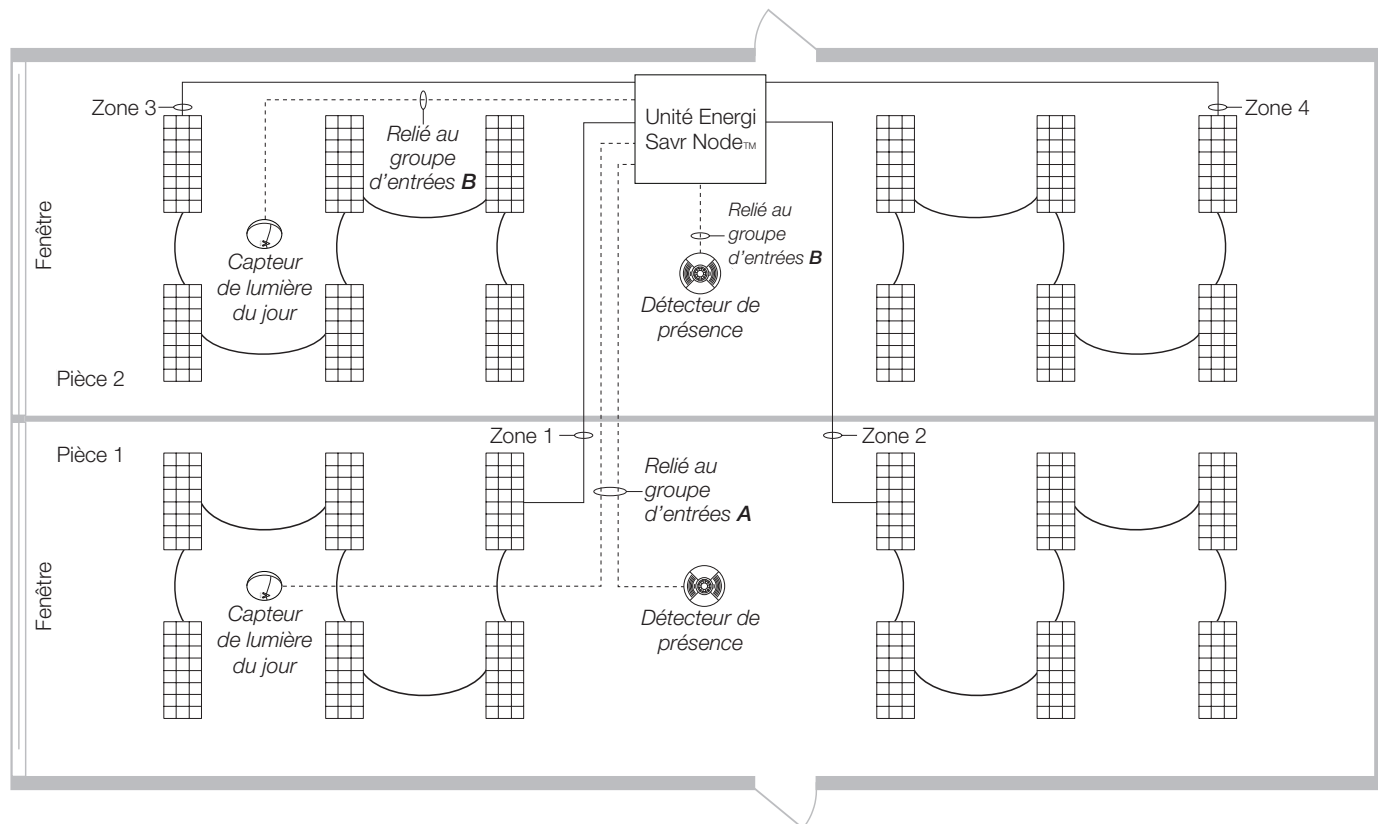 Zone 3
Relié au
groupe
d'entrées B
Unité Energi
Savr Node™
Zone 4
Fenêtre
Capteur
de lumière
du jour
Relié au
groupe
d'entrées B
Détecteur de
présence
Pièce 2
Zone 1
Zone 2
Pièce 1
Relié au
groupe
d'entrées A
Fenêtre
Capteur
de lumière
du jour
Détecteur de
présence